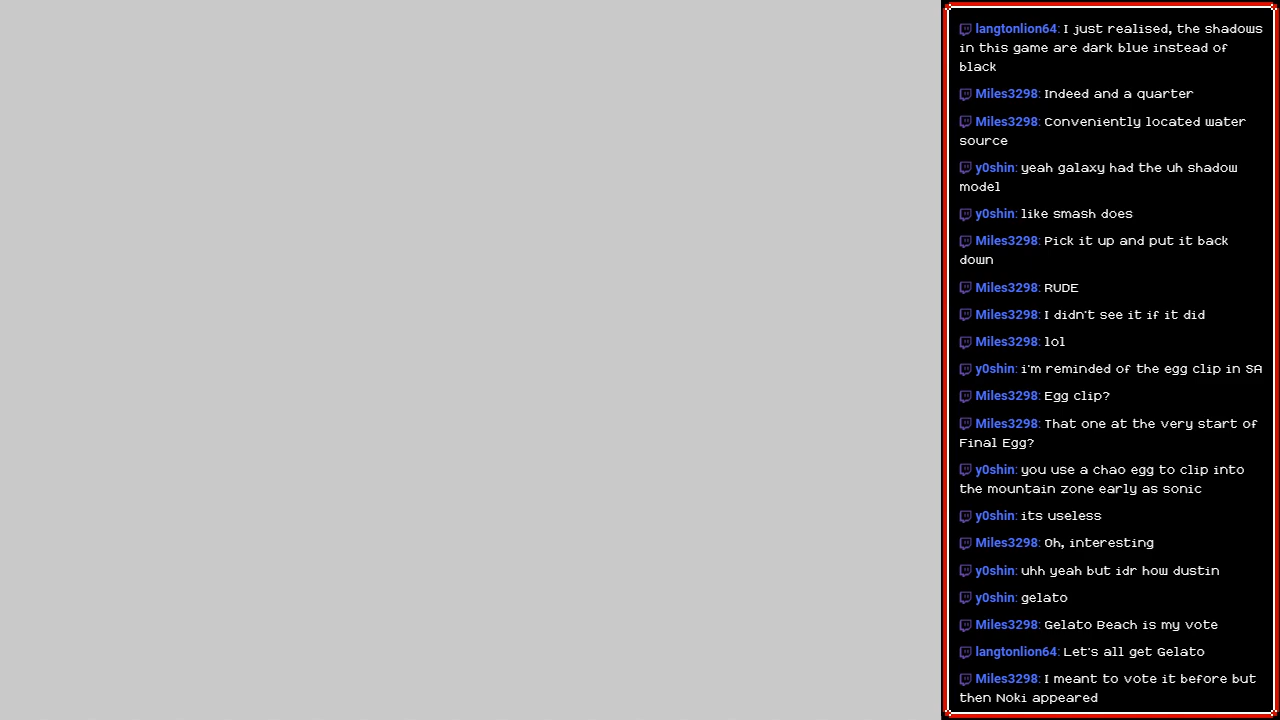 langtonlion64: I just realised, the shadows
in this game are dark blue instead of
black
Miles3298: Indeed and a quarter
Miles3298: Conveniently located water
source
y0shin: yeah galaxy had the uh shadow
model
y0shin: like smash does
Miles3298: Pick it up and put it back
down
Miles3298: RUDE
Miles3298: I didn't see it if it did
Miles3298: lol
y0shin: i'm reminded of the egg clip in SA
Miles3298: Egg clip?
Miles3298: That one at the very start of
Final Egg?
y0shin: you use a chao egg to clip into
the mountain zone early as sonic
y0shin: its useless
Miles3298: Oh, interesting
y0shin: uhh yeah but idr how dustin
y0shin: gelato
Miles3298: Gelato Beach is my vote
langtonlion64: Let's all get Gelato
Miles3298: I meant to vote it before but
then Noki appeared